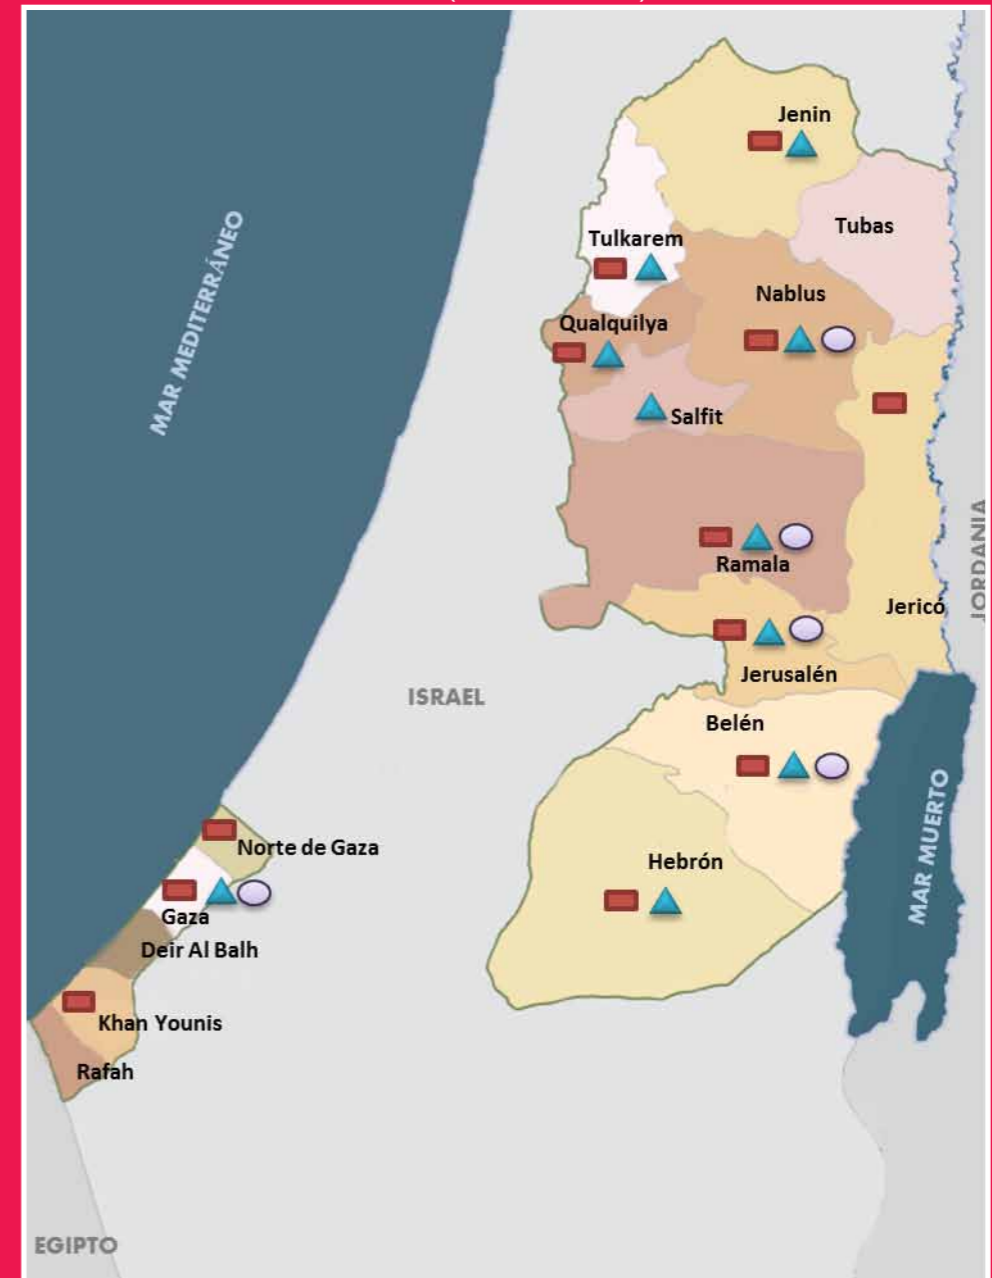 Jenin
Tubas
Tulkarem
Nablus
MAR MEDITERRÁNEO
Qualquilya
Salfit
JORDANIA
Ramala
Jericó
Jerusalén
ISRAEL
Belén
MAR MUERTO
Norte de Gaza
Hebrón
Gaza
Deir Al Balh
Khan Younis
Rafah
EGIPTO